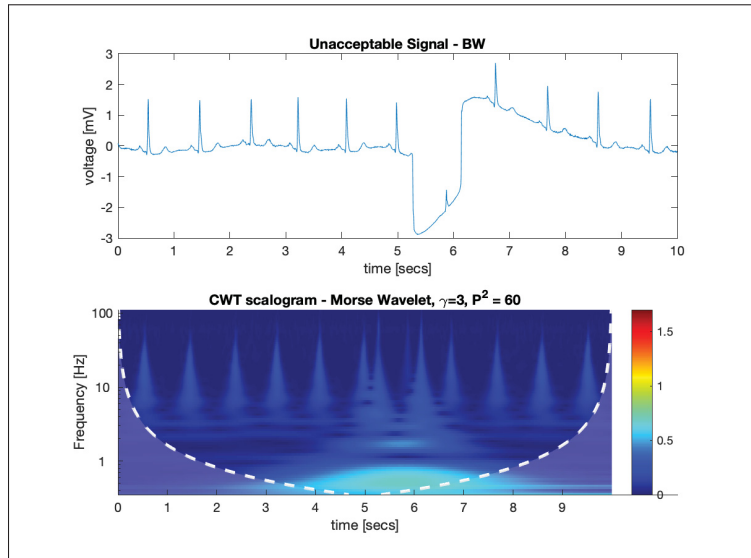 Unacceptable Signal - BW
3
2
1
0
-1
-2
-3
voltage [mV]
0 1 2 3 4 5 6 7 8 9 10
time [secs]
CWT scalogram - Morse Wavelet, γ=3, P² = 60
100
10
1
Frequency [Hz]
0 1 2 3 4 5 6 7 8 9
time [secs]
1.5
1
0.5
0